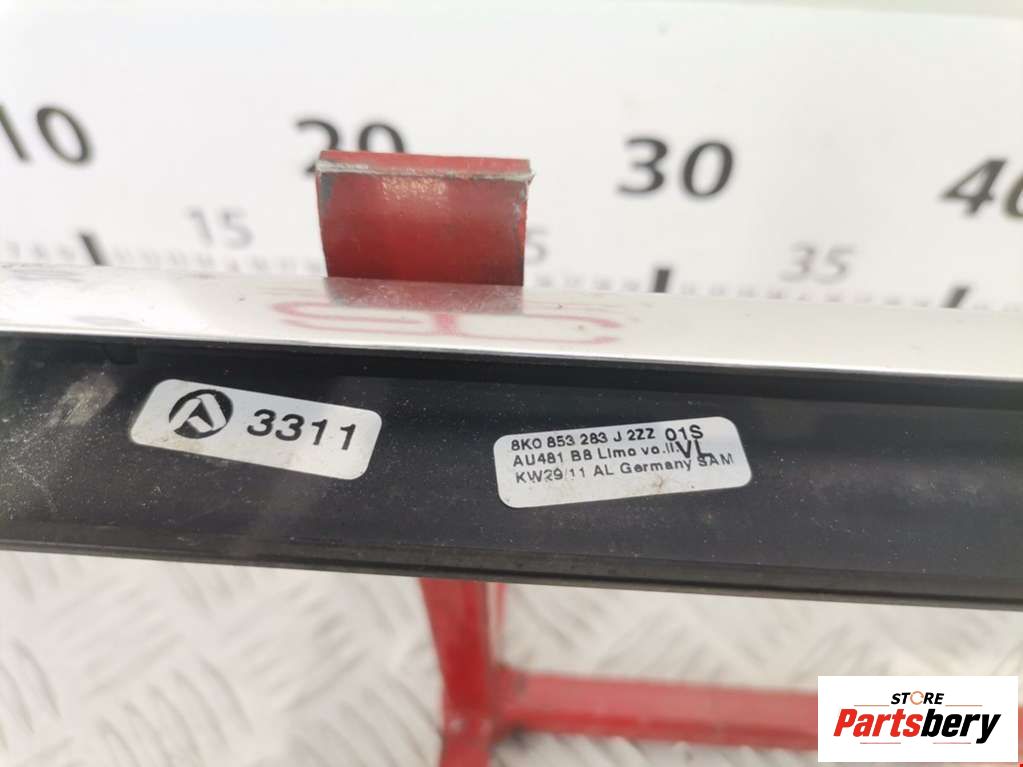 10 20 30 40
15 35
3311
8K0 853 283 J 2ZZ 01S
AU481 B8 Limo vo.li VL
KW29/11 AL Germany SAM
STORE
Partsbery